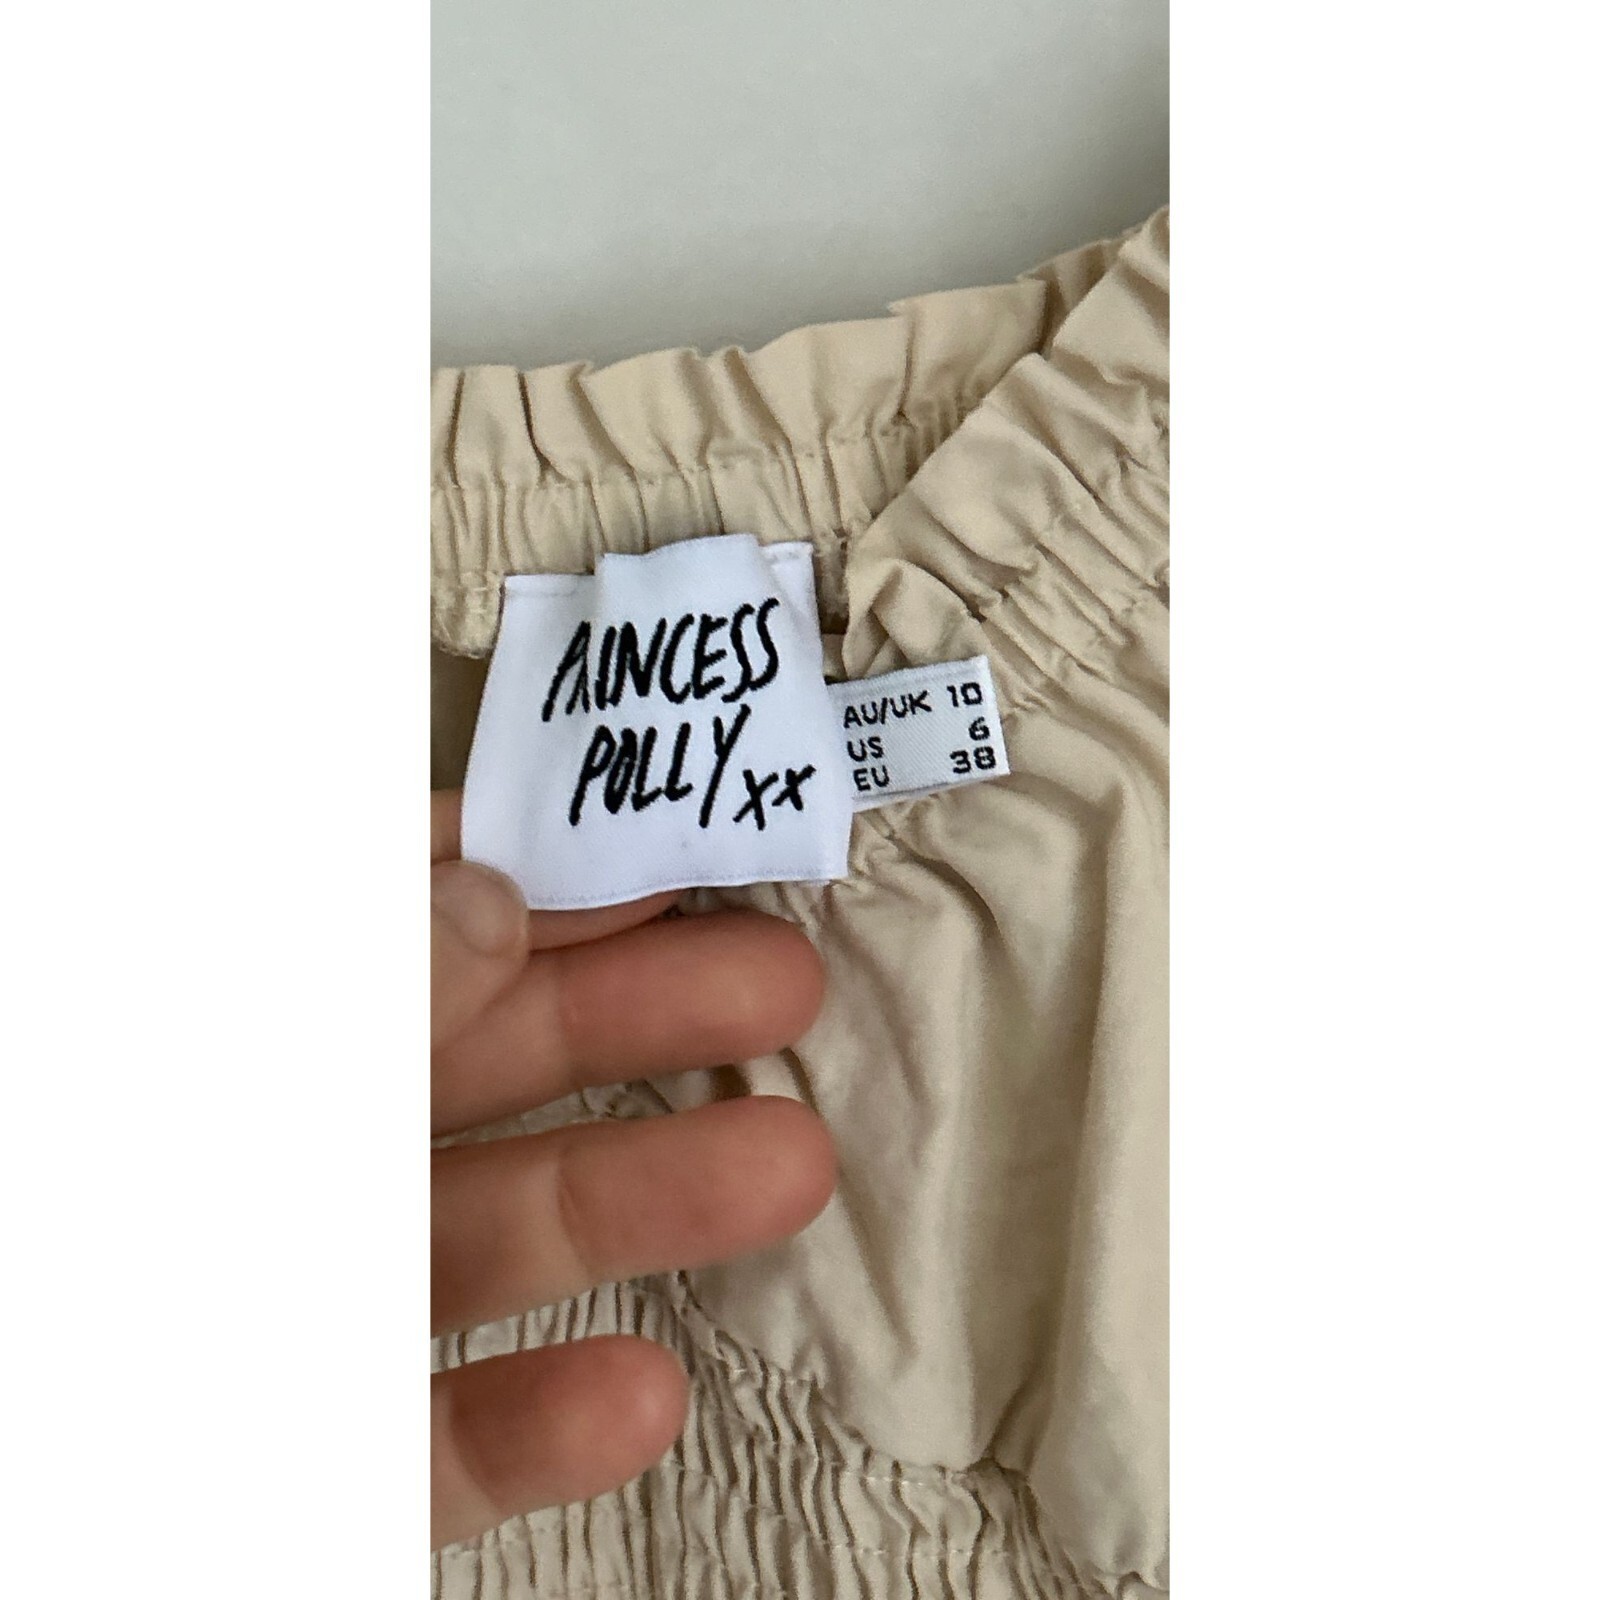 PRINCESS
POLLY xx
AU/UK 10
US 6
EU 38